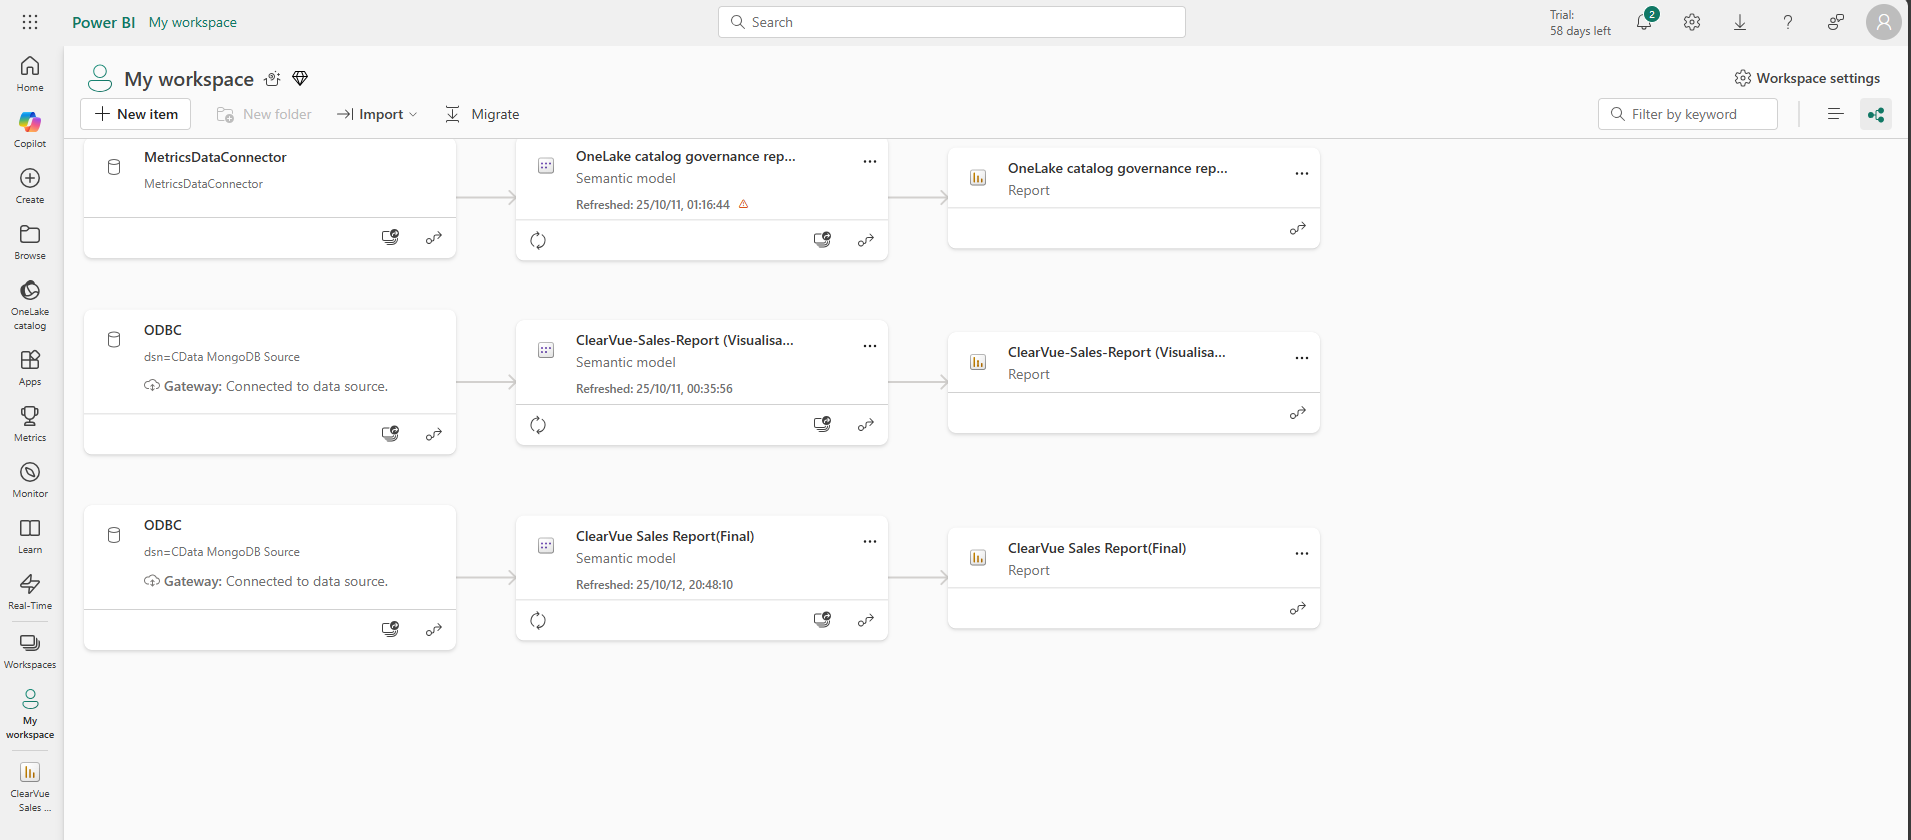 Power BI My workspace
Search
Trial:
58 days left
2
Home
Copilot
Create
Browse
OneLake
catalog
Apps
Metrics
Monitor
Learn
Real-Time
Workspaces
My
workspace
ClearVue
Sales ...
My workspace
Workspace settings
New item
New folder
Import
Migrate
Filter by keyword
MetricsDataConnector
MetricsDataConnector
OneLake catalog governance rep...
Semantic model
Refreshed: 25/10/11, 01:16:44
OneLake catalog governance rep...
Report
ODBC
dsn=CData MongoDB Source
Gateway: Connected to data source.
ClearVue-Sales-Report (Visualisa...
Semantic model
Refreshed: 25/10/11, 00:35:56
ClearVue-Sales-Report (Visualisa...
Report
ODBC
dsn=CData MongoDB Source
Gateway: Connected to data source.
ClearVue Sales Report(Final)
Semantic model
Refreshed: 25/10/12, 20:48:10
ClearVue Sales Report(Final)
Report